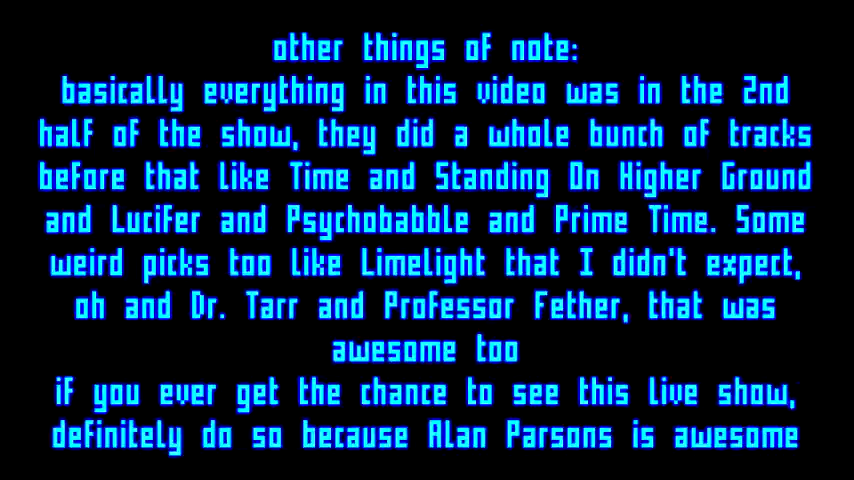 other things of note:
basically everything in this video was in the 2nd
half of the show, they did a whole bunch of tracks
before that like Time and Standing On Higher Ground
and Lucifer and Psychobabble and Prime Time. Some
weird picks too like Limelight that I didn't expect,
oh and Dr. Tarr and Professor Fether, that was
awesome too
if you ever get the chance to see this live show,
definitely do so because Alan Parsons is awesome